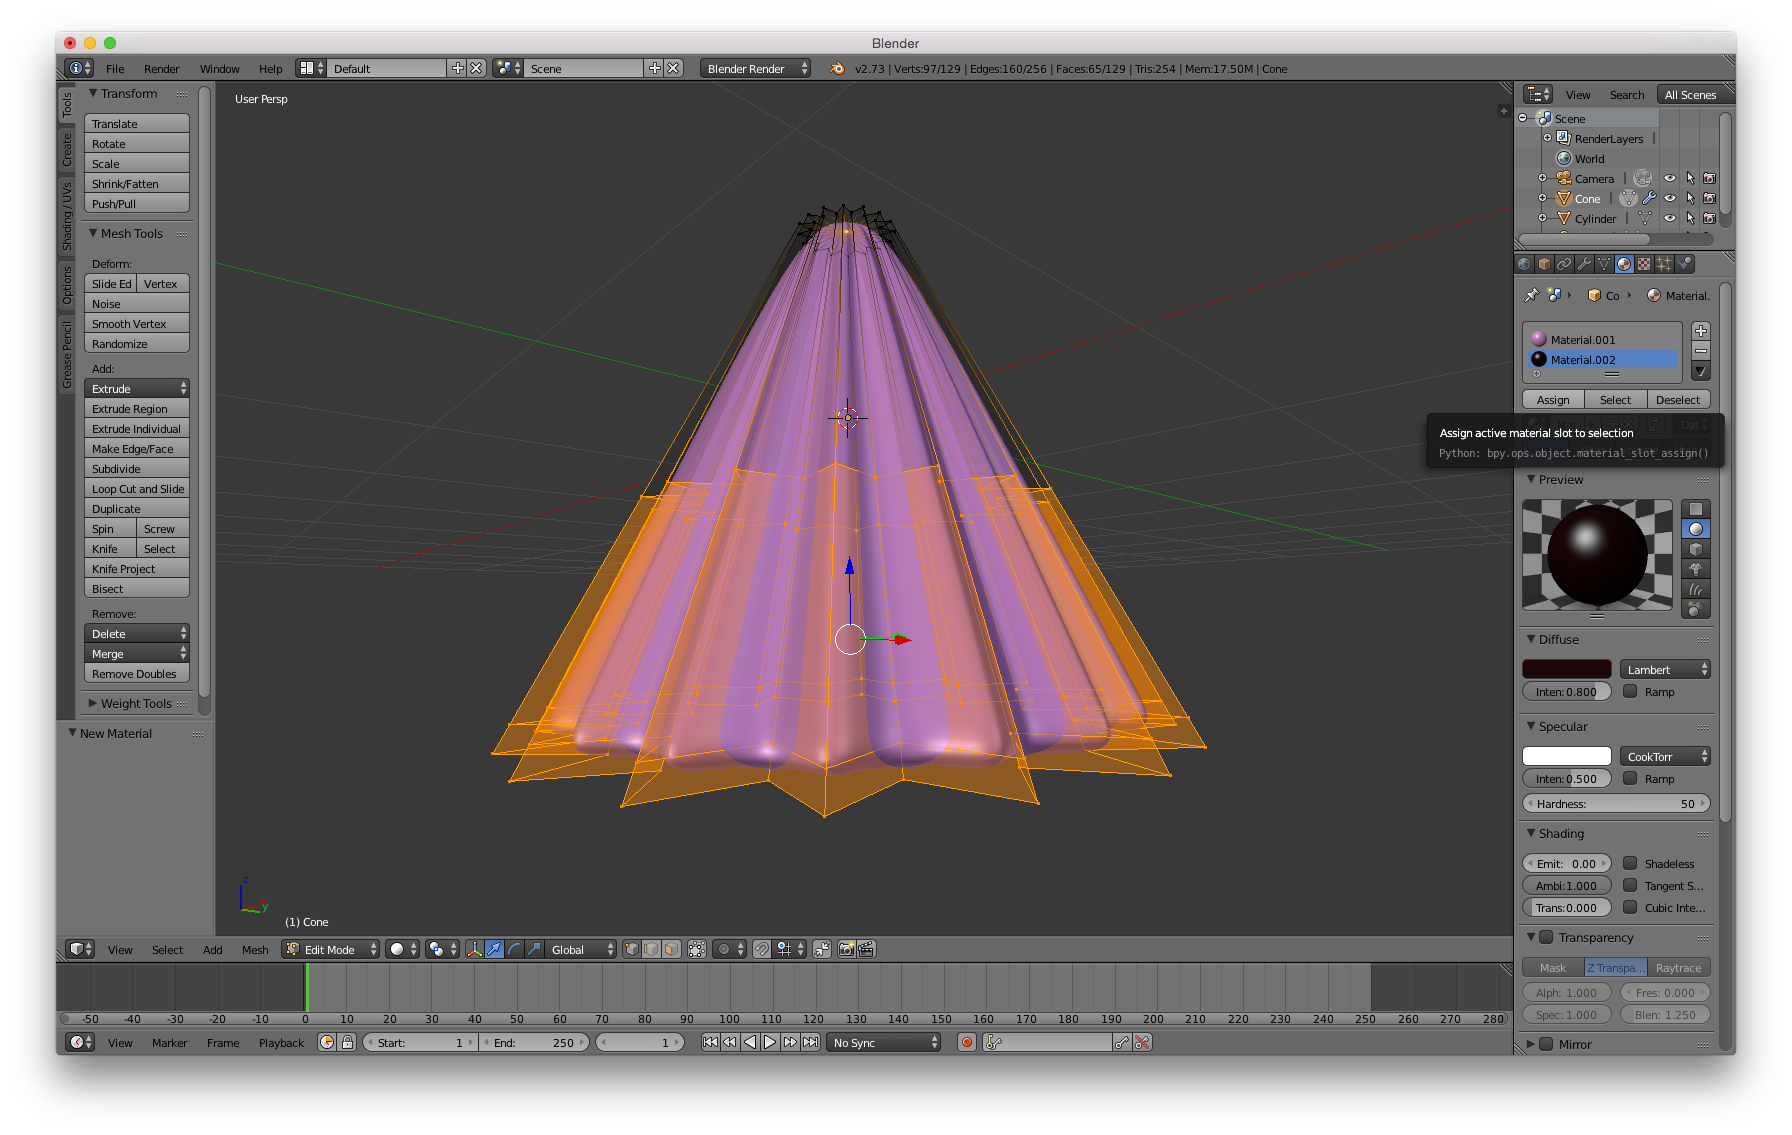 Blender
File Render Window Help Default Scene Blender Render v2.73 | Verts:97/129 | Edges:160/256 | Faces:65/129 | Tris:254 | Mem:17.50M | Cone
Tools
Create
Shading / UVs
Options
Grease Pencil
Transform
Translate
Rotate
Scale
Shrink/Fatten
Push/Pull
Mesh Tools
Deform:
Slide Ed Vertex
Noise
Smooth Vertex
Randomize
Add:
Extrude
Extrude Region
Extrude Individual
Make Edge/Face
Subdivide
Loop Cut and Slide
Duplicate
Spin Screw
Knife Select
Knife Project
Bisect
Remove:
Delete
Merge
Remove Doubles
Weight Tools
New Material
User Persp
z
y
(1) Cone
View Select Add Mesh Edit Mode Global
-50 -40 -30 -20 -10 0 10 20 30 40 50 60 70 80 90 100 110 120 130 140 150 160 170 180 190 200 210 220 230 240 250 260 270 280
View Marker Frame Playback Start: 1 End: 250 1 No Sync
View Search All Scenes
Scene
RenderLayers
World
Camera
Cone
Cylinder
Co Material.
Material.001
Material.002
Assign Select Deselect
Dat
Assign active material slot to selection
Python: bpy.ops.object.material_slot_assign()
Preview
Diffuse
Lambert
Inten: 0.800 Ramp
Specular
CookTorr
Inten: 0.500 Ramp
Hardness: 50
Shading
Emit: 0.00 Shadeless
Ambi: 1.000 Tangent S...
Trans: 0.000 Cubic Inte...
Transparency
Mask Z Transpa... Raytrace
Alph: 1.000 Fres: 0.000
Spec: 1.000 Blen: 1.250
Mirror